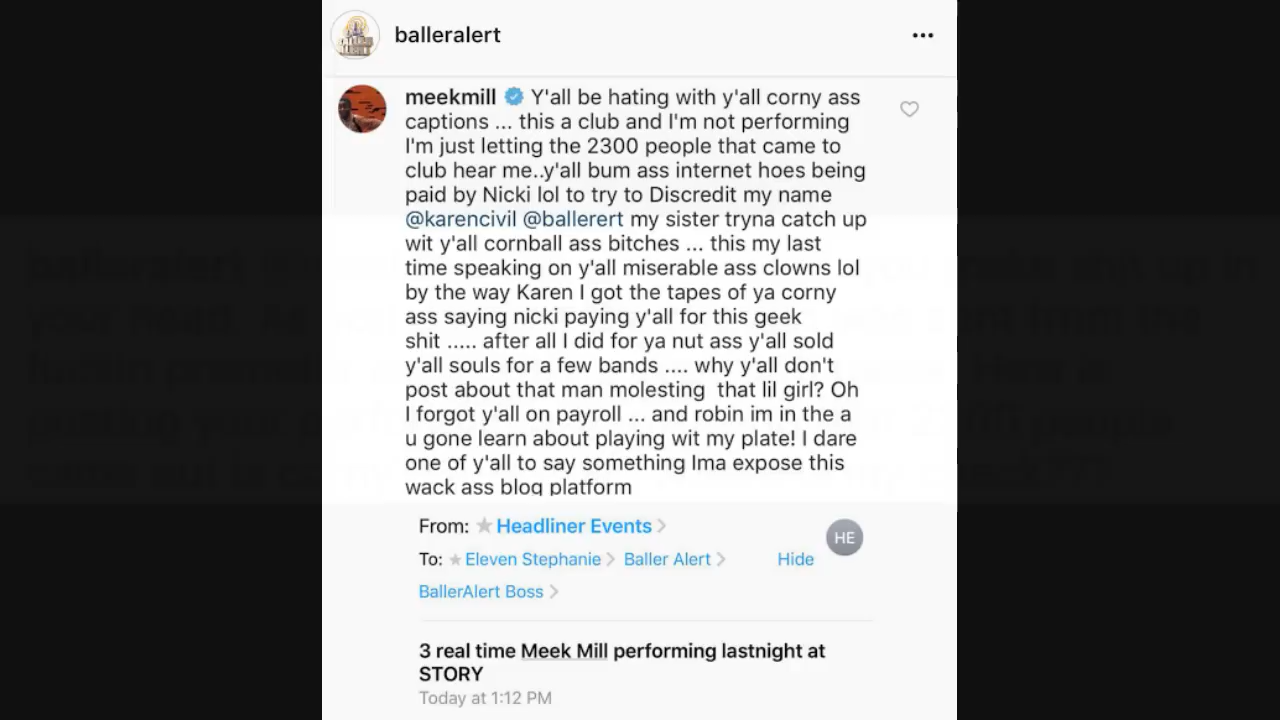 balleralert
meekmill Y'all be hating with y'all corny ass
captions ... this a club and I'm not performing
I'm just letting the 2300 people that came to
club hear me..y'all bum ass internet hoes being
paid by Nicki lol to try to Discredit my name
@karencivil @ballerert my sister tryna catch up
wit y'all cornball ass bitches ... this my last
time speaking on y'all miserable ass clowns lol
by the way Karen I got the tapes of ya corny
ass saying nicki paying y'all for this geek
shit ..... after all I did for ya nut ass y'all sold
y'all souls for a few bands .... why y'all don't
post about that man molesting that lil girl? Oh
I forgot y'all on payroll ... and robin im in the a
u gone learn about playing wit my plate! I dare
one of y'all to say something Ima expose this
wack ass blog platform
From: Headliner Events
HE
To: Eleven Stephanie Baller Alert Hide
BallerAlert Boss
3 real time Meek Mill performing lastnight at
STORY
Today at 1:12 PM